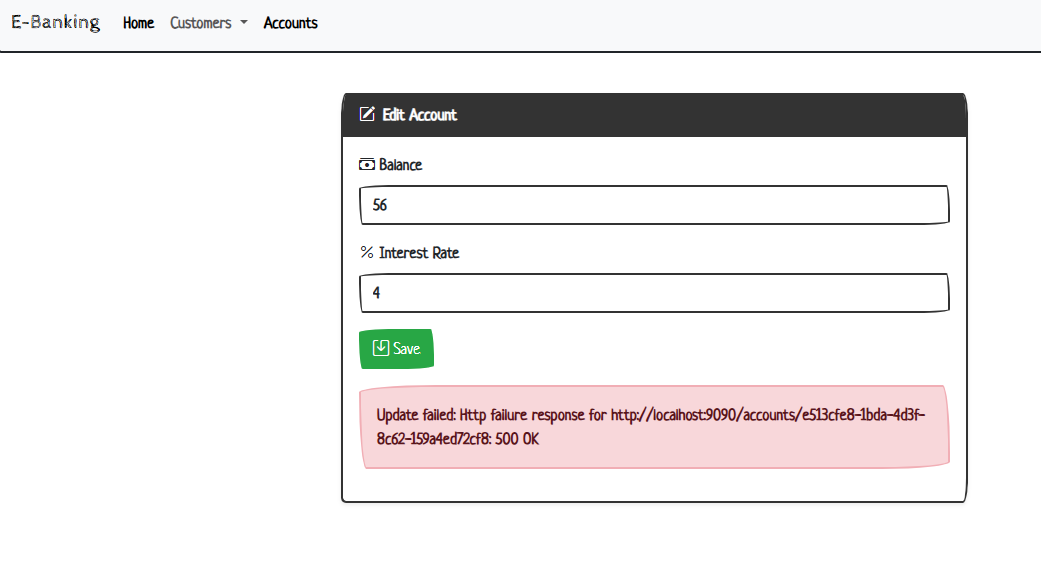 E-Banking Home Customers Accounts
Edit Account
Balance
56
% Interest Rate
4
Save
Update failed: Http failure response for http://localhost:9090/accounts/e513cfe8-1bda-4d3f-
8c62-159a4ed72cf8: 500 OK